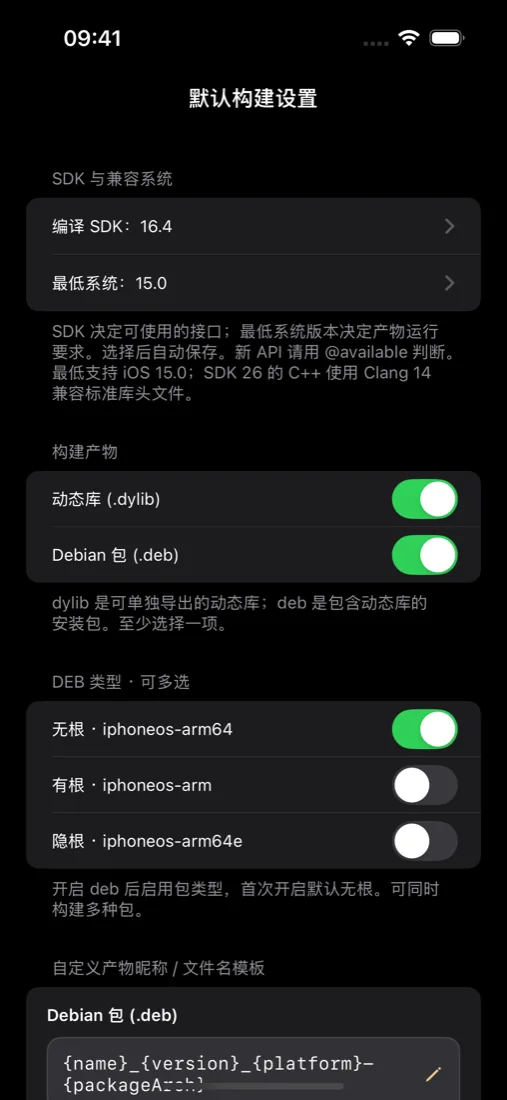 09:41
默认构建设置
SDK 与兼容系统
编译 SDK：16.4
最低系统：15.0
SDK 决定可使用的接口；最低系统版本决定产物运行
要求。选择后自动保存。新 API 请用 @available 判断。
最低支持 iOS 15.0；SDK 26 的 C++ 使用 Clang 14
兼容标准库头文件。
构建产物
动态库 (.dylib)
Debian 包 (.deb)
dylib 是可单独导出的动态库；deb 是包含动态库的
安装包。至少选择一项。
DEB 类型 · 可多选
无根 · iphoneos-arm64
有根 · iphoneos-arm
隐根 · iphoneos-arm64e
开启 deb 后启用包类型，首次开启默认无根。可同时
构建多种包。
自定义产物昵称 / 文件名模板
Debian 包 (.deb)
{name}_{version}_{platform}-
{packageArch}